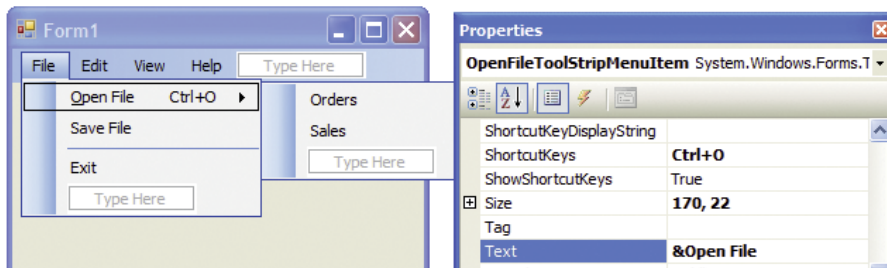 Form1
File Edit View Help Type Here
Open File Ctrl+O
Save File
Exit
Type Here
Orders
Sales
Type Here
Properties
OpenFileToolStripMenuItem System.Windows.Forms.T
ShortcutKeyDisplayString
ShortcutKeys Ctrl+O
ShowShortcutKeys True
Size 170, 22
Tag
Text &Open File